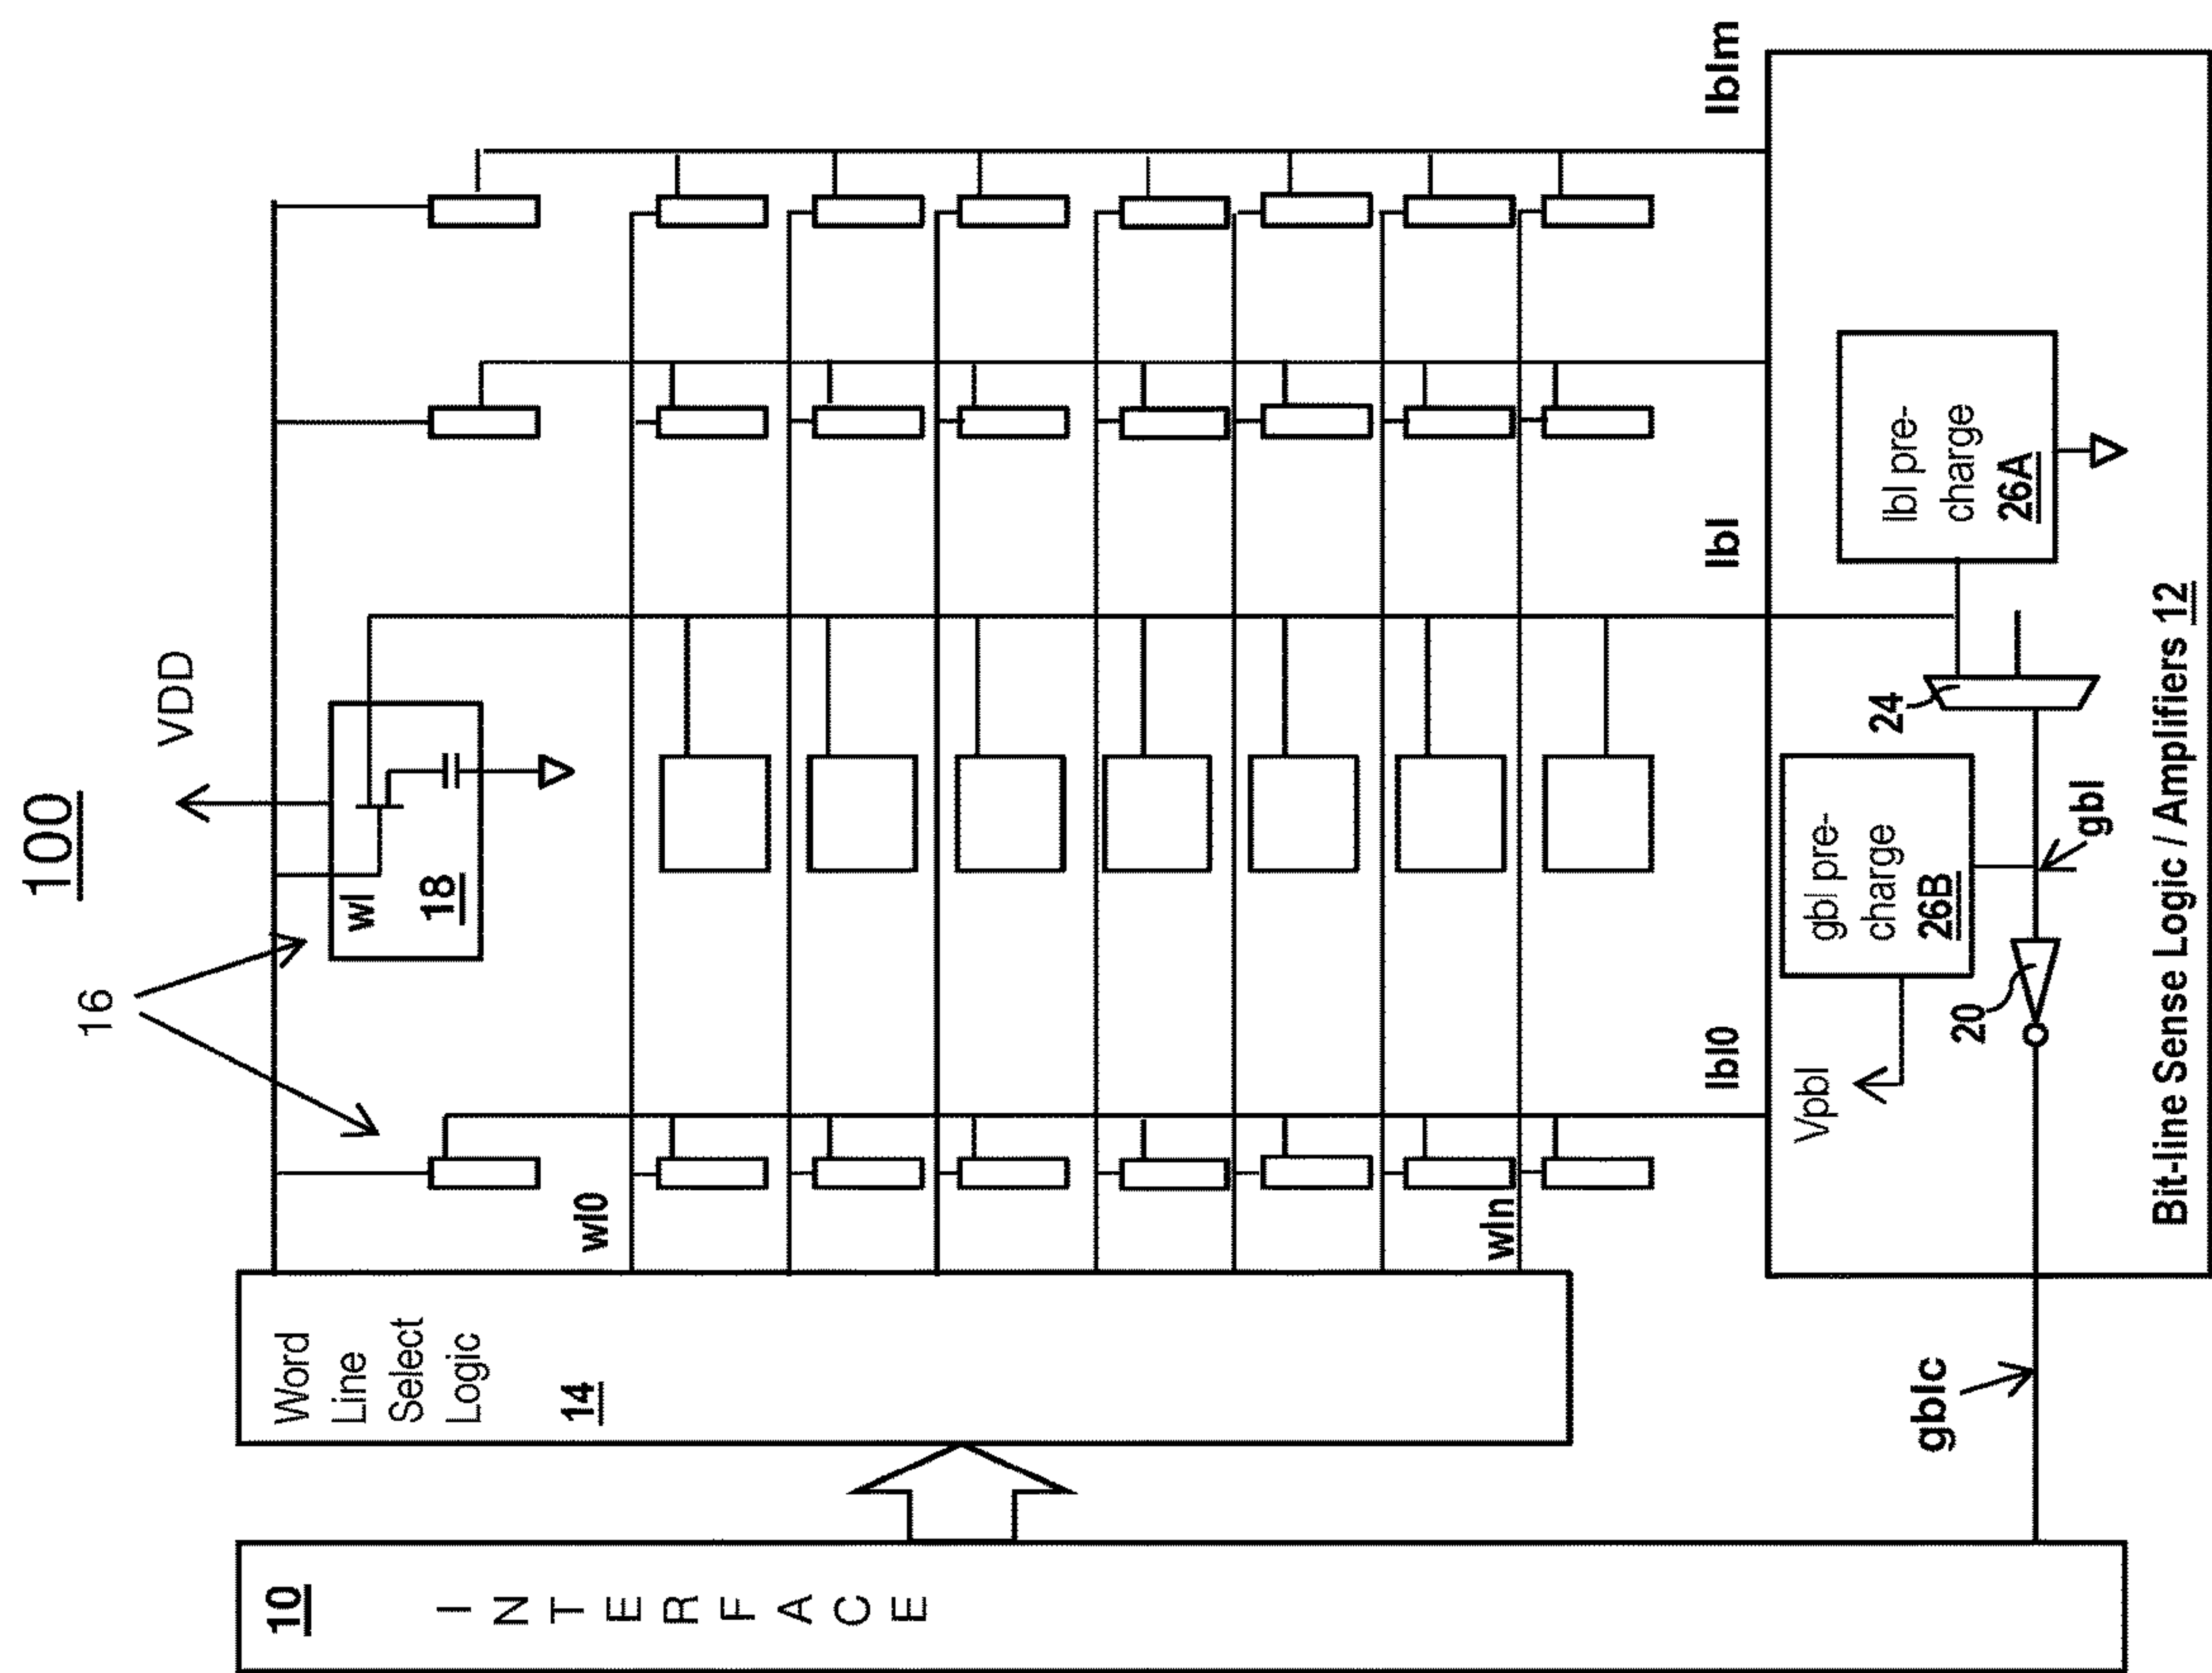 100
VDD
16
wl
18
10
INTERFACE
Word
Line
Select
Logic
14
wl0
wln
lbl0
lbl
lblm
gblc
Vpbl
gbl pre-
charge
26B
lbl pre-
charge
26A
20
24
gbl
Bit-line Sense Logic / Amplifiers 12